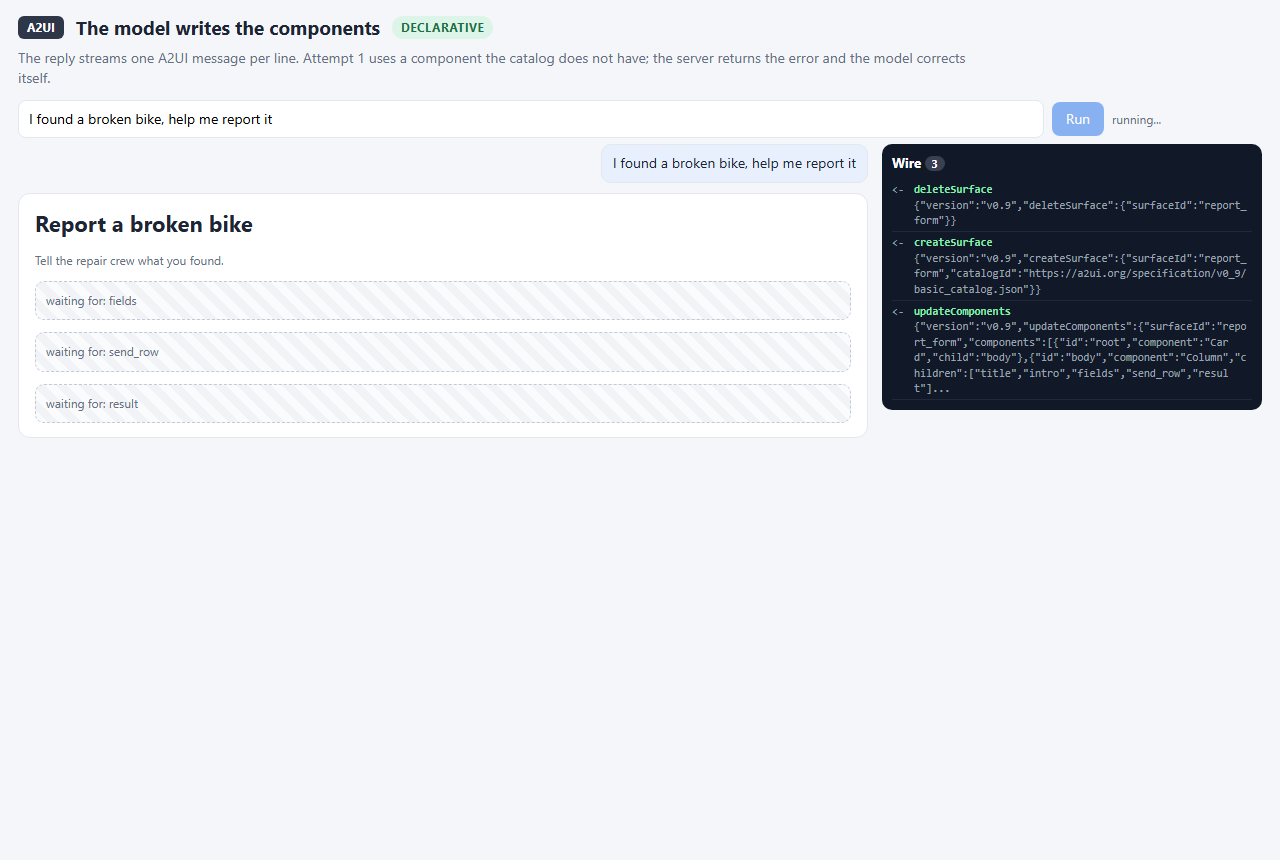 A2UI The model writes the components DECLARATIVE
The reply streams one A2UI message per line. Attempt 1 uses a component the catalog does not have; the server returns the error and the model corrects
itself.
I found a broken bike, help me report it
Run running...
I found a broken bike, help me report it
Report a broken bike
Tell the repair crew what you found.
waiting for: fields
waiting for: send_row
waiting for: result
Wire 3
<- deleteSurface
{"version":"v0.9","deleteSurface":{"surfaceId":"report_
form"}}
<- createSurface
{"version":"v0.9","createSurface":{"surfaceId":"report_
form","catalogId":"https://a2ui.org/specification/v0_9/
basic_catalog.json"}}
<- updateComponents
{"version":"v0.9","updateComponents":{"surfaceId":"repo
rt_form","components":[{"id":"root","component":"Car
d","child":"body"},{"id":"body","component":"Column","c
hildren":["title","intro","fields","send_row","resul
t"]...